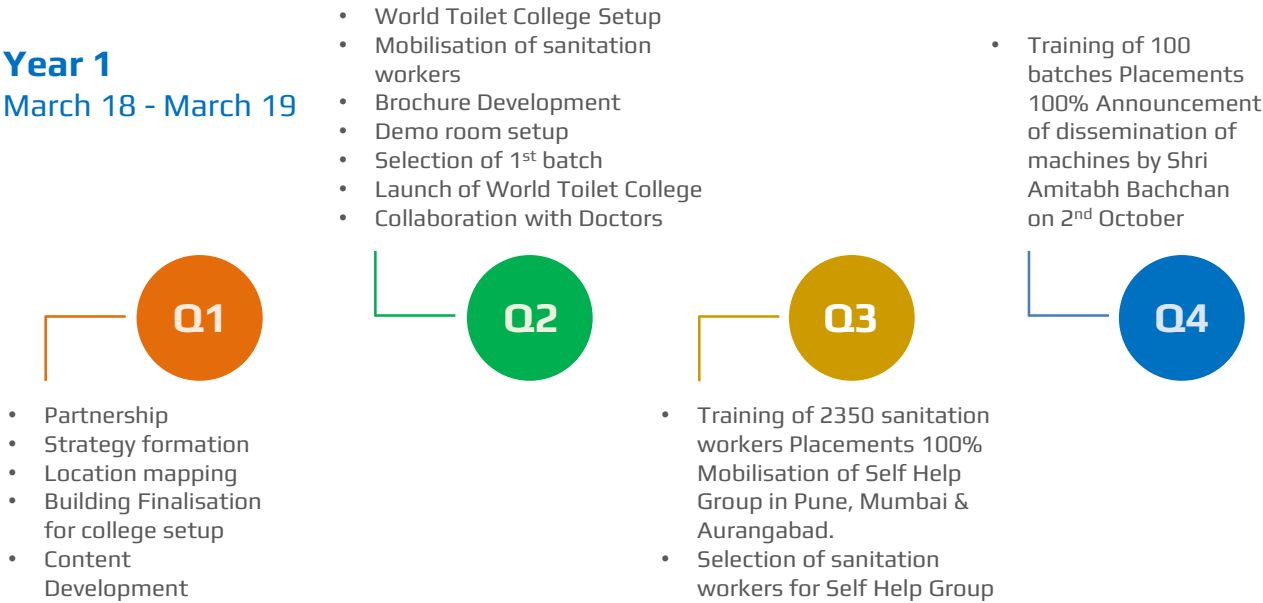 Year 1
March 18 - March 19
• Partnership
• Strategy formation
• Location mapping
• Building Finalisation
for college setup
• Content
Development
Q1
• World Toilet College Setup
• Mobilisation of sanitation
workers
• Brochure Development
• Demo room setup
• Selection of 1st batch
• Launch of World Toilet College
• Collaboration with Doctors
Q2
Q3
• Training of 2350 sanitation
workers Placements 100%
Mobilisation of Self Help
Group in Pune, Mumbai &
Aurangabad.
• Selection of sanitation
workers for Self Help Group
• Training of 100
batches Placements
100% Announcement
of dissemination of
machines by Shri
Amitabh Bachchan
on 2nd October
Q4